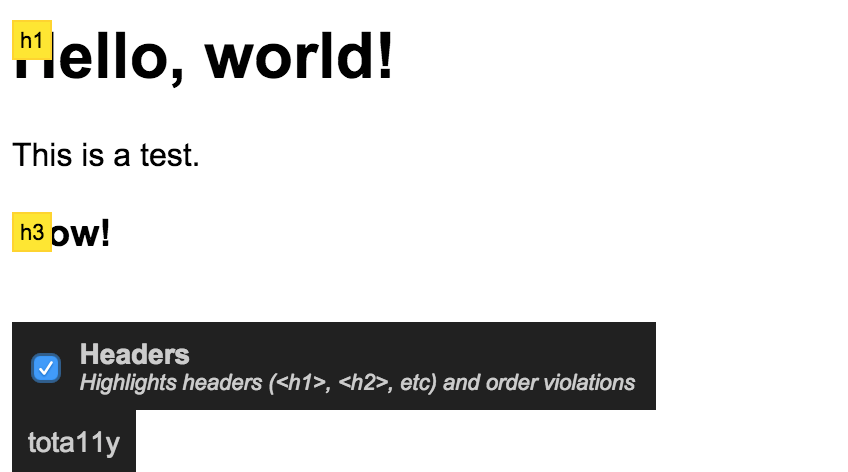 h1
Hello, world!
This is a test.
h3
ow!
Headers
Highlights headers (<h1>, <h2>, etc) and order violations
tota11y